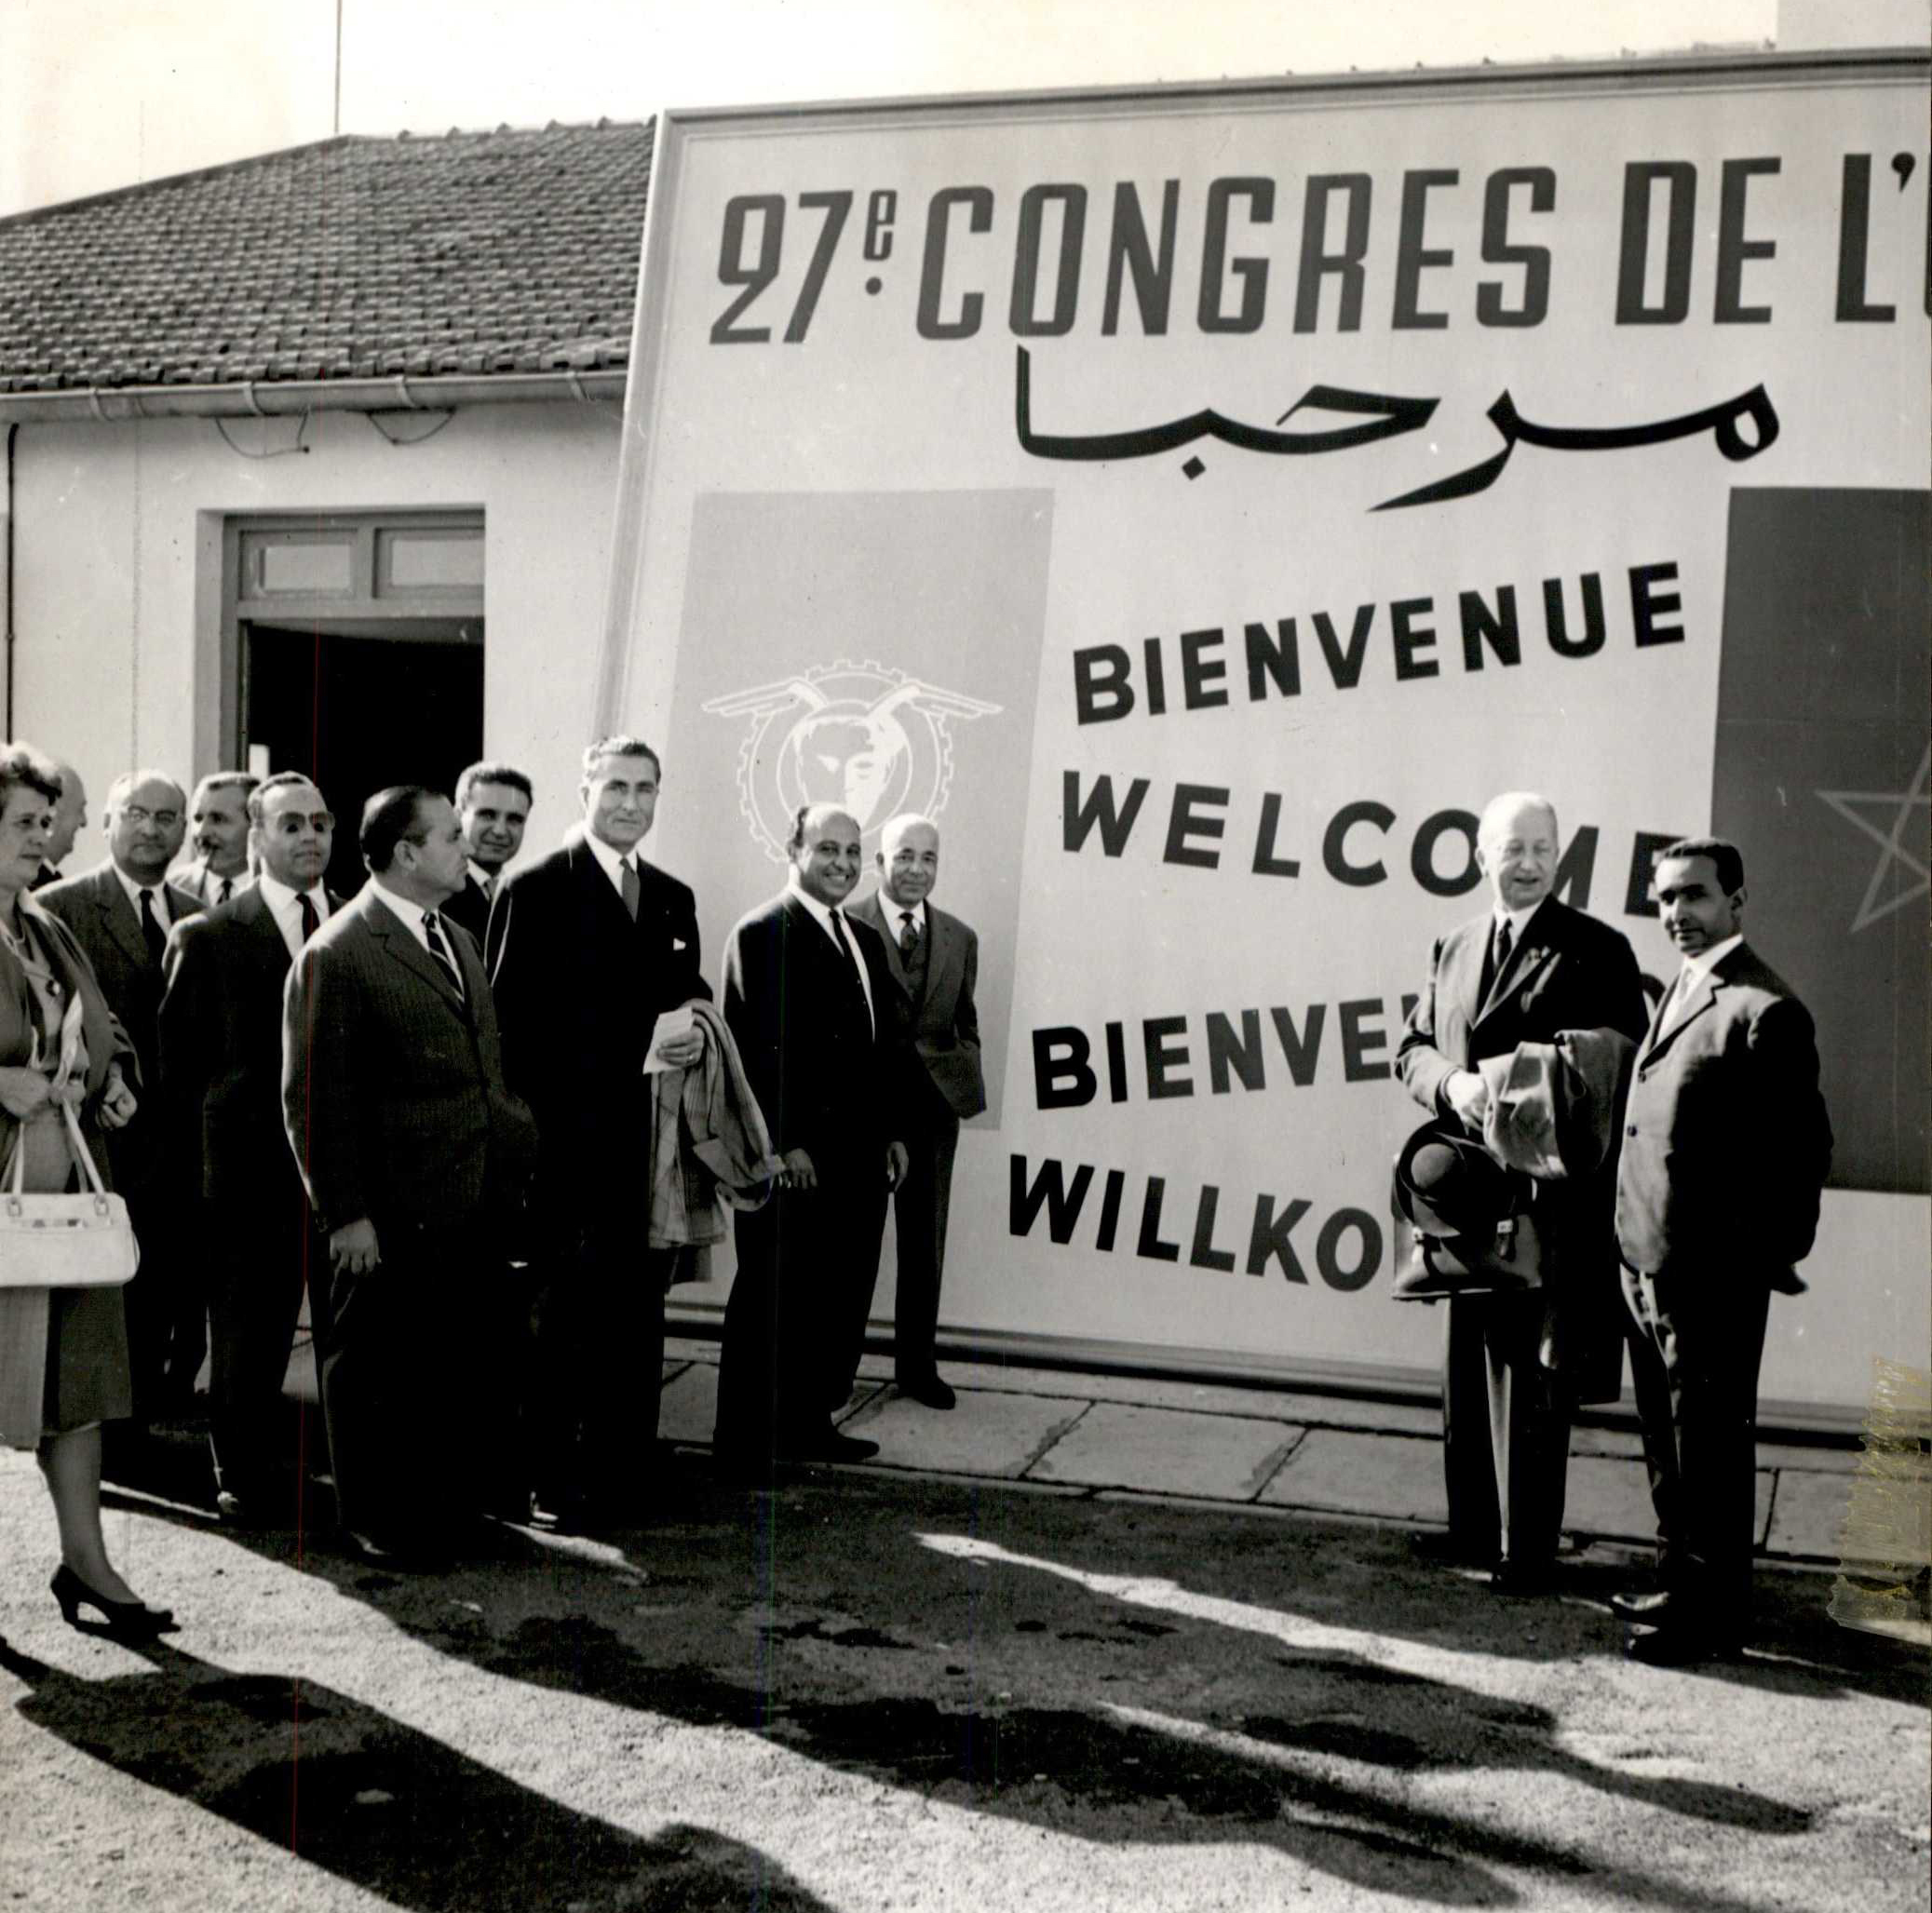 27e. CONGRES DE L'
مرحبا
BIENVENUE
WELCOME
BIENVE
WILLKO